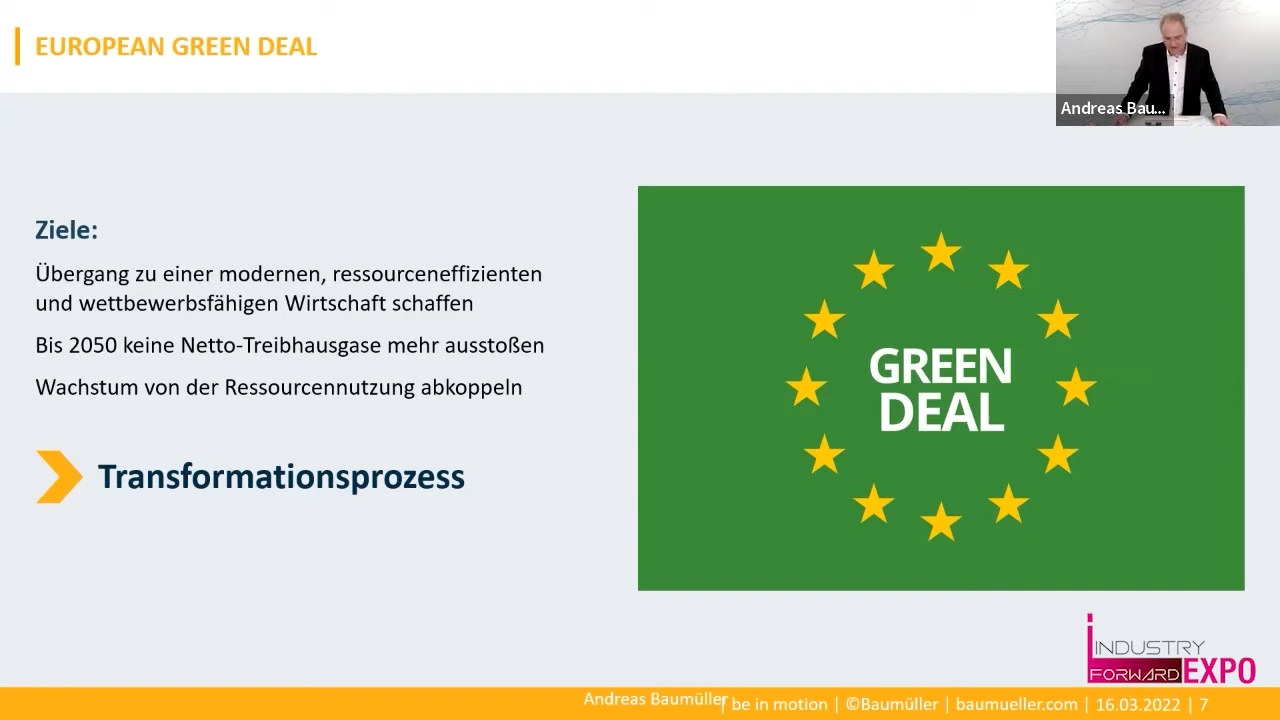 EUROPEAN GREEN DEAL
Andreas Bau...
Ziele:
Übergang zu einer modernen, ressourceneffizienten
und wettbewerbsfähigen Wirtschaft schaffen
Bis 2050 keine Netto-Treibhausgase mehr ausstoßen
Wachstum von der Ressourcennutzung abkoppeln
Transformationsprozess
GREEN
DEAL
INDUSTRY
FORWARD EXPO
Andreas Baumüller | be in motion | ©Baumüller | baumueller.com | 16.03.2022 | 7